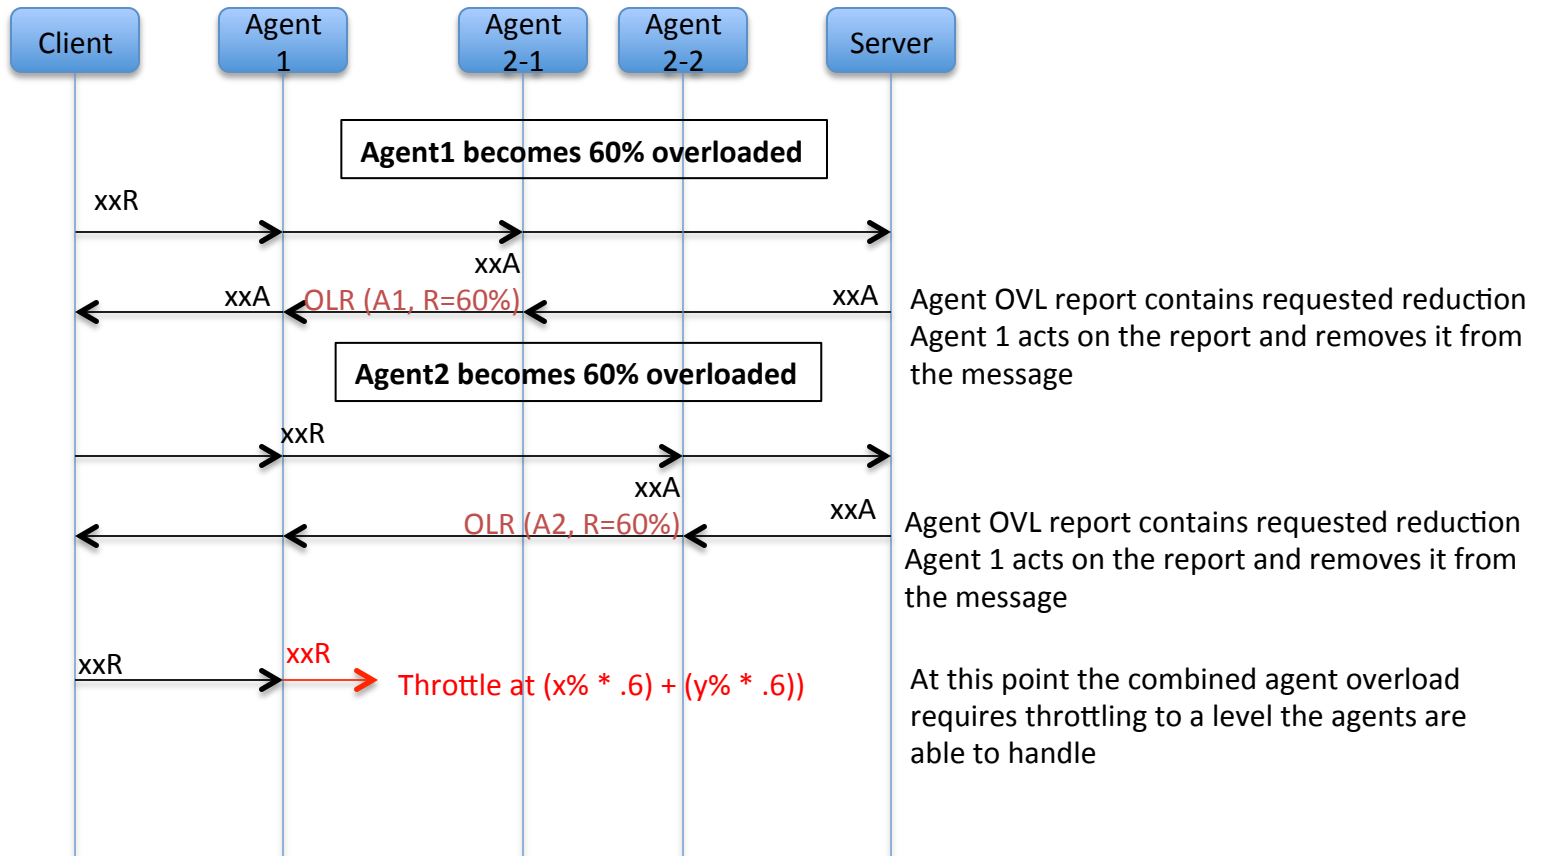 Client
Agent
1
Agent
2-1
Agent
2-2
Server
Agent1 becomes 60% overloaded
xxR
xxA
xxA
OLR (A1, R=60%)
xxA
Agent OVL report contains requested reduction
Agent 1 acts on the report and removes it from
the message
Agent2 becomes 60% overloaded
xxR
xxA
OLR (A2, R=60%)
xxA
Agent OVL report contains requested reduction
Agent 1 acts on the report and removes it from
the message
xxR
xxR
Throttle at (x% * .6) + (y% * .6))
At this point the combined agent overload
requires throttling to a level the agents are
able to handle